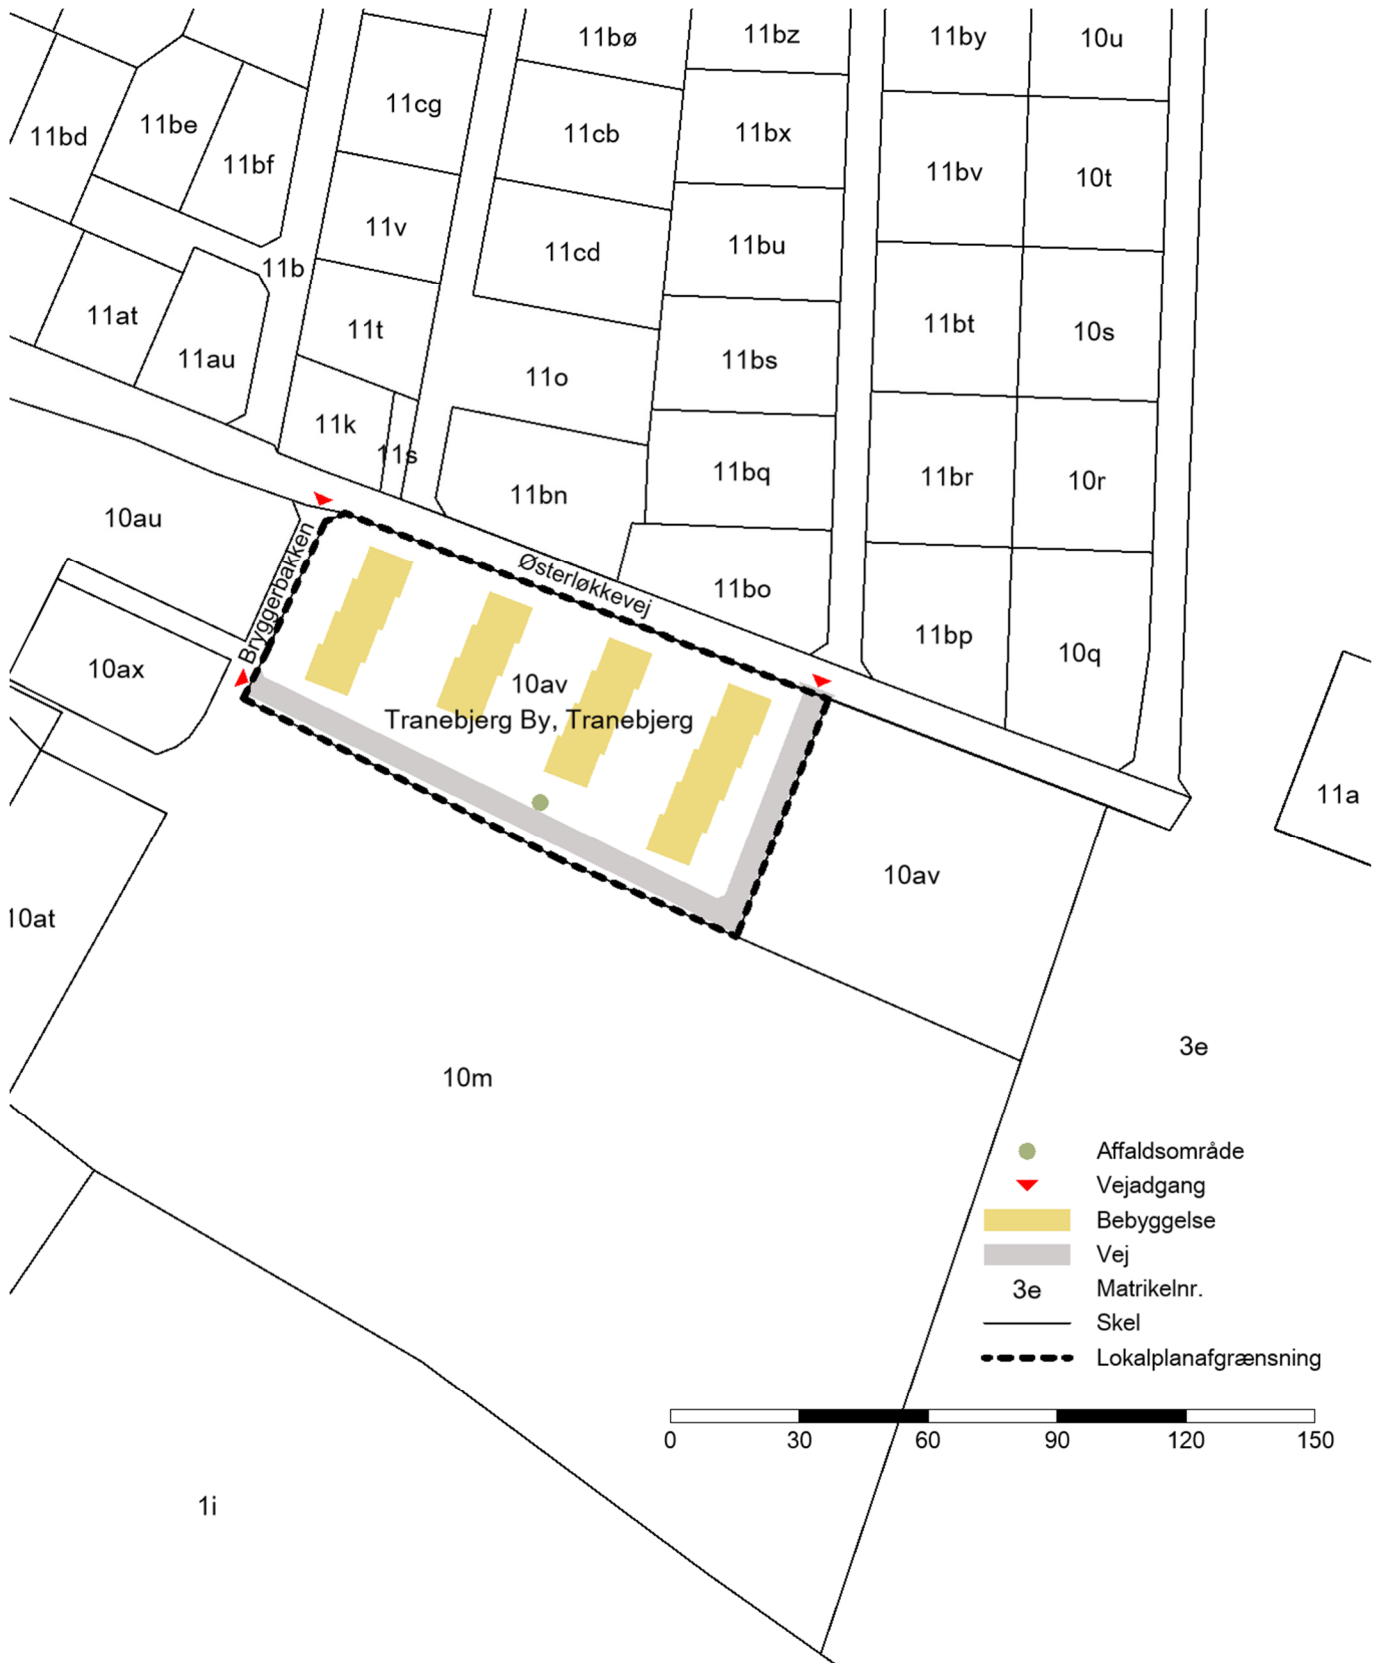 11bø
11bz
11by
10u
11cg
11be
11bd
11bf
11cb
11bx
11bv
10t
11v
11cd
11bu
11b
11at
11au
11t
11o
11bs
11bt
10s
11k
11s
11bn
11bq
11br
10r
10au
Bryggerbakken
Østerløkkevej
11bo
11bp
10q
10ax
10av
Tranebjerg By, Tranebjerg
11a
10av
10at
3e
10m
Affaldsområde
Vejadgang
Bebyggelse
Vej
3e Matrikelnr.
Skel
Lokalplanafgrænsning
0 30 60 90 120 150
1i